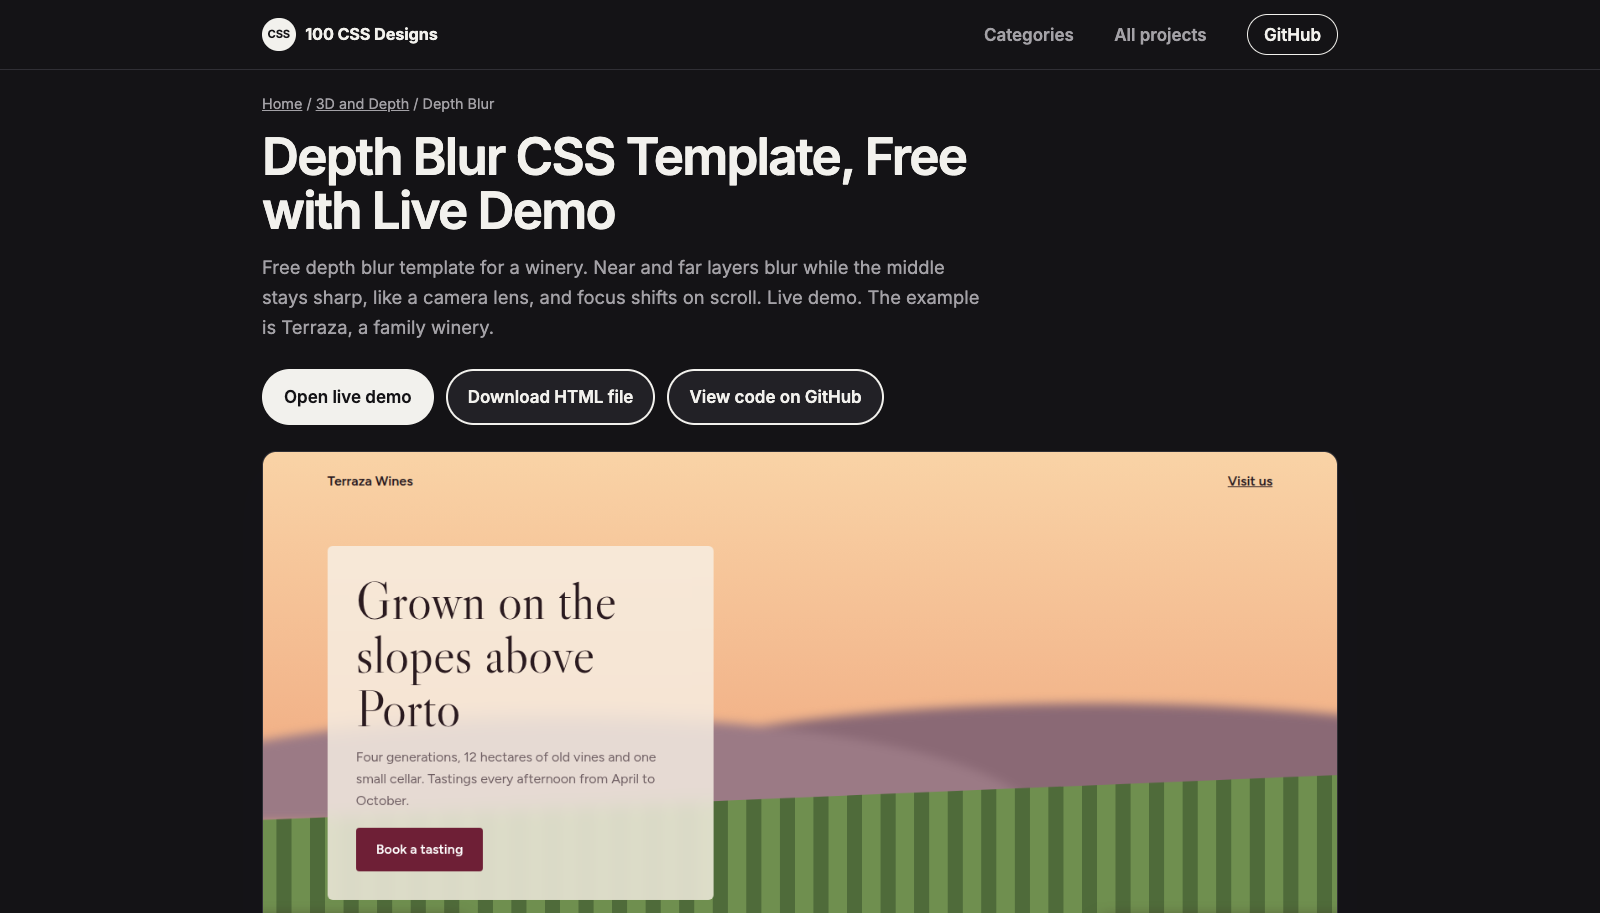 CSS 100 CSS Designs
Categories
All projects
GitHub
Home / 3D and Depth / Depth Blur
Depth Blur CSS Template, Free
with Live Demo
Free depth blur template for a winery. Near and far layers blur while the middle
stays sharp, like a camera lens, and focus shifts on scroll. Live demo. The example
is Terraza, a family winery.
Open live demo
Download HTML file
View code on GitHub
Terraza Wines
Visit us
Grown on the
slopes above
Porto
Four generations, 12 hectares of old vines and one
small cellar. Tastings every afternoon from April to
October.
Book a tasting